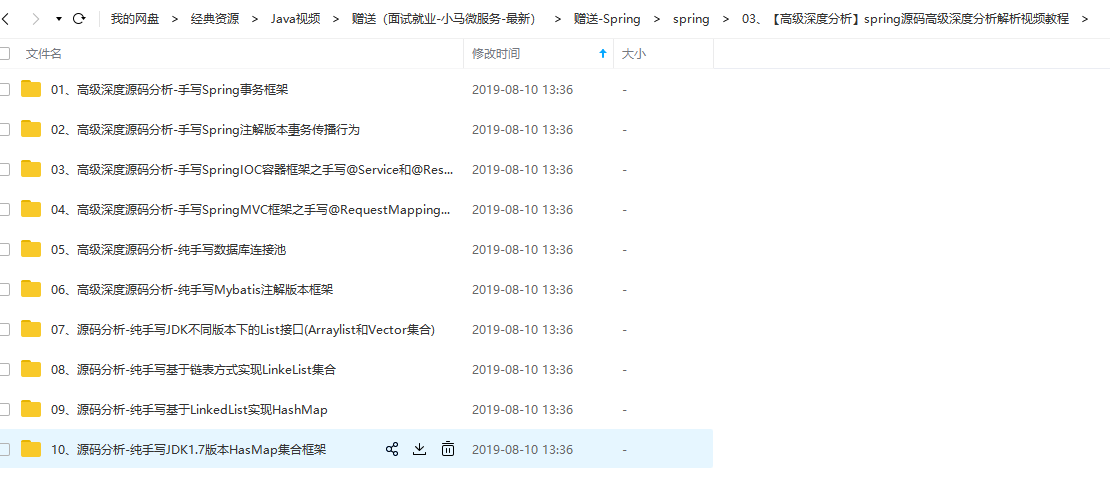 我的网盘 > 经典资源 > Java视频 > 赠送（面试就业-小马微服务-最新） > 赠送-Spring > spring > 03、【高级深度分析】spring源码高级深度分析解析视频教程 >
文件名 修改时间 大小
01、高级深度源码分析-手写Spring事务框架 2019-08-10 13:36 -
02、高级深度源码分析-手写Spring注解版本事务传播行为 2019-08-10 13:36 -
03、高级深度源码分析-手写SpringIOC容器框架之手写@Service和@Res... 2019-08-10 13:36 -
04、高级深度源码分析-手写SpringMVC框架之手写@RequestMapping... 2019-08-10 13:36 -
05、高级深度源码分析-纯手写数据库连接池 2019-08-10 13:36 -
06、高级深度源码分析-纯手写Mybatis注解版本框架 2019-08-10 13:36 -
07、源码分析-纯手写JDK不同版本下的List接口(Arraylist和Vector集合) 2019-08-10 13:36 -
08、源码分析-纯手写基于链表方式实现LinkeList集合 2019-08-10 13:36 -
09、源码分析-纯手写基于LinkedList实现HashMap 2019-08-10 13:36 -
10、源码分析-纯手写JDK1.7版本HasMap集合框架 2019-08-10 13:36 -